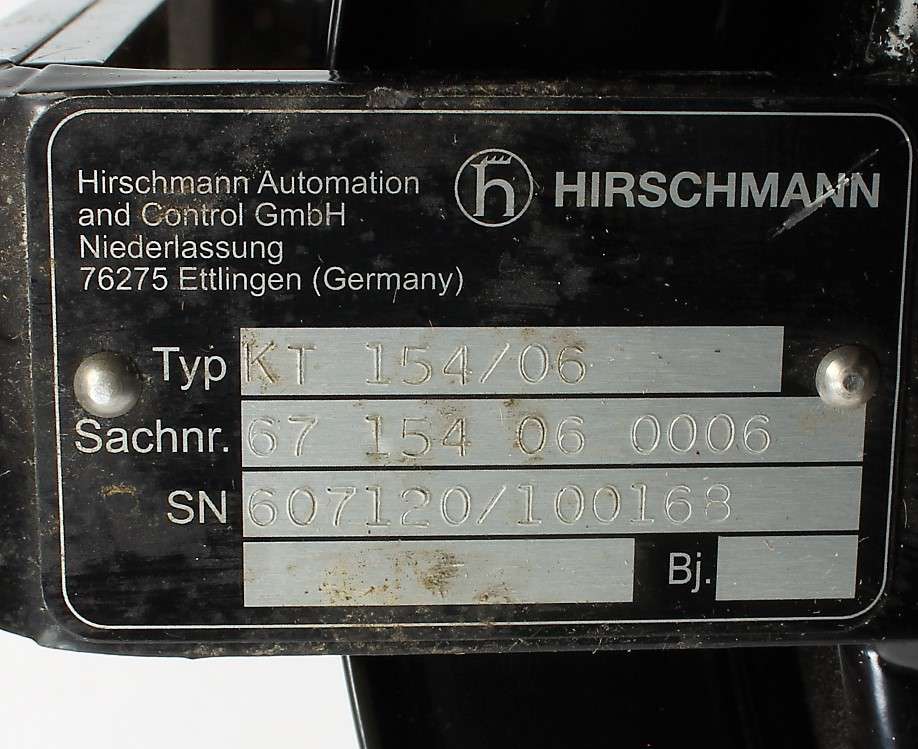 Hirschmann Automation
and Control GmbH
Niederlassung
76275 Ettlingen (Germany)
h HIRSCHMANN
Typ KT 154/06
Sachnr. 67 154 06 0006
SN 607120/100168
Bj.